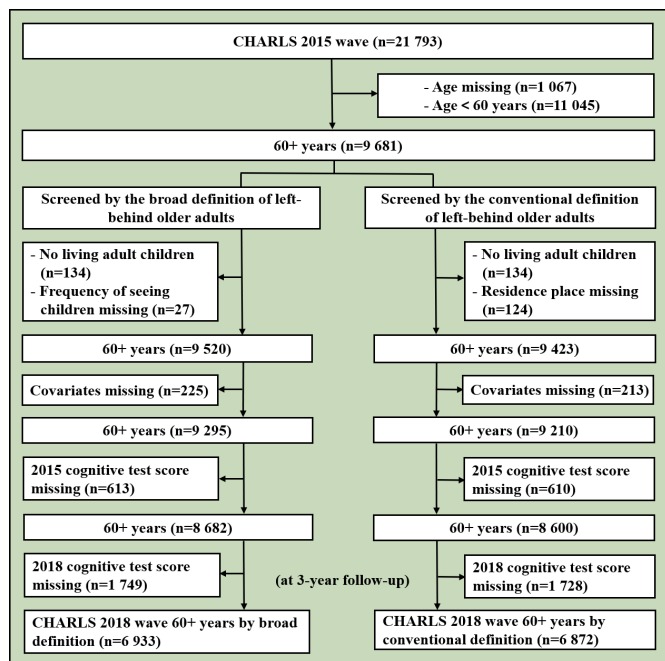 CHARLS 2015 wave (n=21 793)
- Age missing (n=1 067)
- Age < 60 years (n=11 045)
60+ years (n=9 681)
Screened by the broad definition of left-
behind older adults
Screened by the conventional definition
of left-behind older adults
- No living adult children
(n=134)
- Frequency of seeing
children missing (n=27)
- No living adult children
(n=134)
- Residence place missing
(n=124)
60+ years (n=9 520)
60+ years (n=9 423)
Covariates missing (n=225)
Covariates missing (n=213)
60+ years (n=9 295)
60+ years (n=9 210)
2015 cognitive test score
missing (n=613)
2015 cognitive test score
missing (n=610)
60+ years (n=8 682)
60+ years (n=8 600)
2018 cognitive test score
missing (n=1 749)
(at 3-year follow-up)
2018 cognitive test score
missing (n=1 728)
CHARLS 2018 wave 60+ years by broad
definition (n=6 933)
CHARLS 2018 wave 60+ years by
conventional definition (n=6 872)